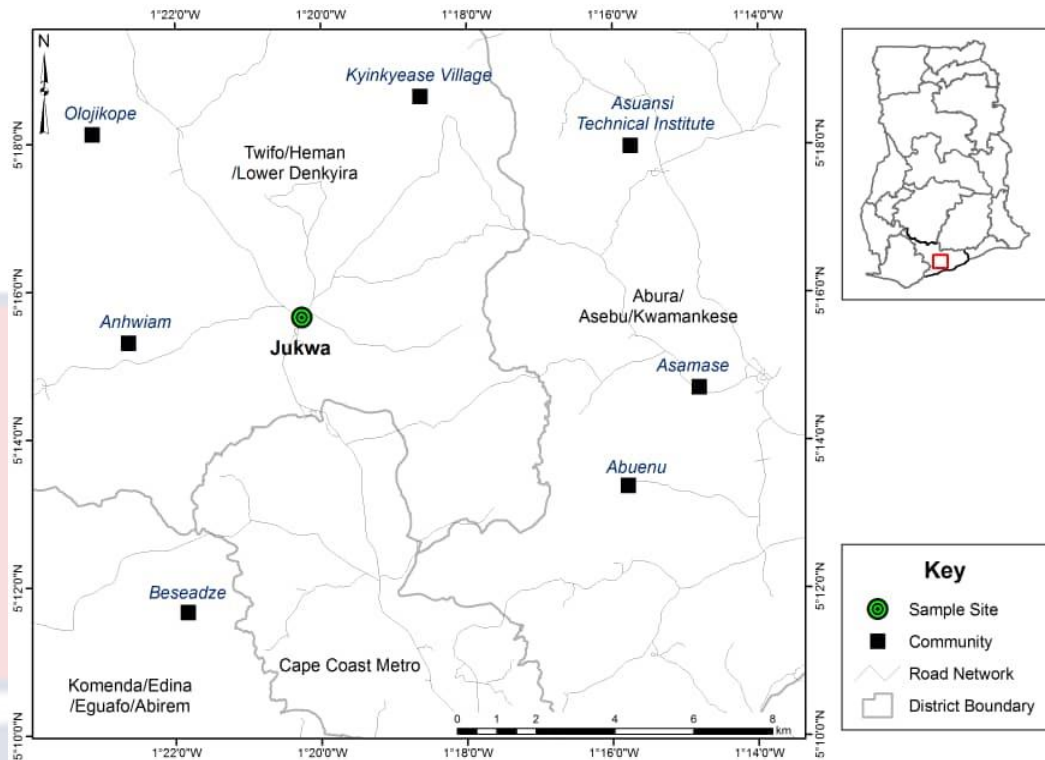 1°22'0"W 1°20'0"W 1°18'0"W 1°16'0"W 1°14'0"W
N
Kyinkyease Village
Olojikope
Asuansi
Technical Institute
5°18'0"N 5°18'0"N
Twifo/Heman
/Lower Denkyira
5°16'0"N 5°16'0"N
Abura/
Asebu/Kwamankese
Anhwiam
Jukwa
Asamase
5°14'0"N 5°14'0"N
Abuenu
5°12'0"N 5°12'0"N
Beseadze
Cape Coast Metro
Komenda/Edina
/Eguafo/Abirem
0 1 2 4 6 8
km
5°10'0"N 5°10'0"N
1°22'0"W 1°20'0"W 1°18'0"W 1°16'0"W 1°14'0"W
Key
Sample Site
Community
Road Network
District Boundary